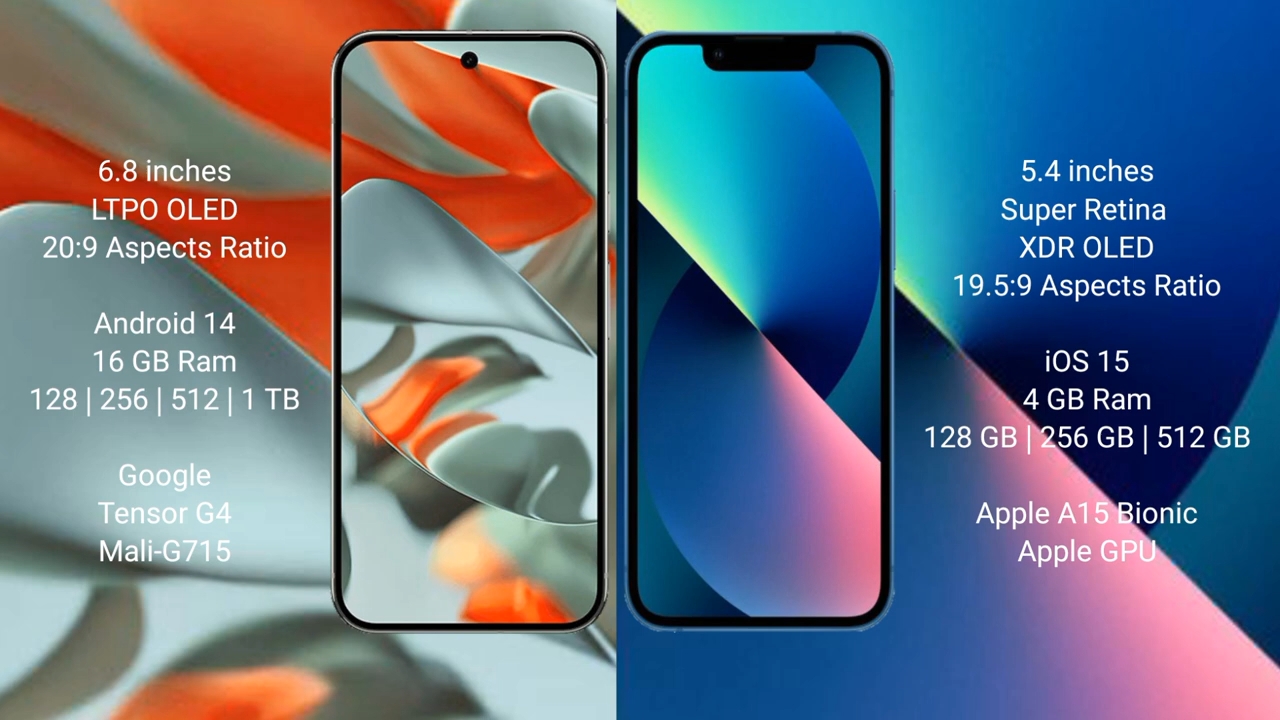 6.8 inches
LTPO OLED
20:9 Aspects Ratio
Android 14
16 GB Ram
128 | 256 | 512 | 1 TB
Google
Tensor G4
Mali-G715
5.4 inches
Super Retina
XDR OLED
19.5:9 Aspects Ratio
iOS 15
4 GB Ram
128 GB | 256 GB | 512 GB
Apple A15 Bionic
Apple GPU